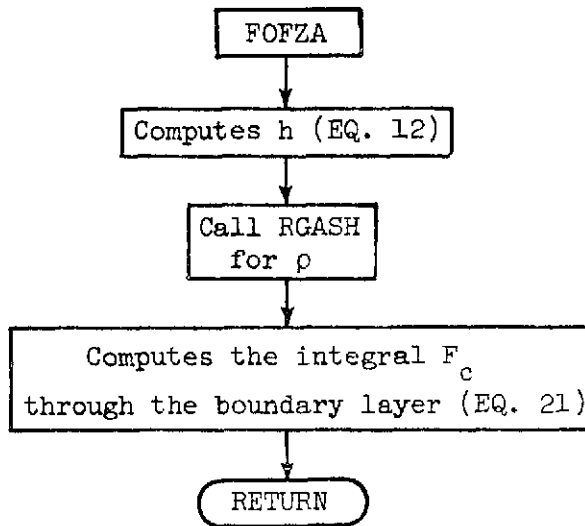 FOFZA
Computes h (EQ. 12)
Call RGASH
for ρ
Computes the integral F_c
through the boundary layer (EQ. 21)
RETURN